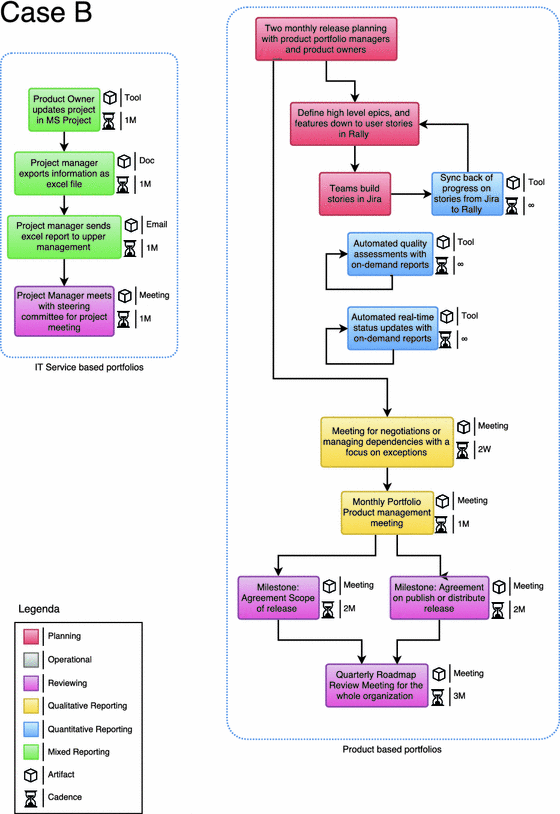 Case B
Product Owner
updates project
in MS Project
Tool
1M
Project manager
exports information as
excel file
Doc
1M
Project manager sends
excel report to upper
management
Email
1M
Project Manager meets
with steering
committee for project
meeting
Meeting
1M
IT Service based portfolios
Two monthly release planning
with product portfolio managers
and product owners
Define high level epics, and
features down to user stories
in Rally
Teams build
stories in Jira
Sync back of
progress on
stories from Jira
to Rally
Tool
∞
Automated quality
assessments with
on-demand reports
Tool
∞
Automated real-time
status updates with
on-demand reports
Tool
∞
Meeting for negotiations or
managing dependencies with a
focus on exceptions
Meeting
2W
Monthly Portfolio
Product management
meeting
Meeting
1M
Milestone:
Agreement Scope
of release
Meeting
2M
Milestone: Agreement
on publish or distribute
release
Meeting
2M
Quarterly Roadmap
Review Meeting for the
whole organization
Meeting
3M
Product based portfolios
Legenda
Planning
Operational
Reviewing
Qualitative Reporting
Quantitative Reporting
Mixed Reporting
Artifact
Cadence